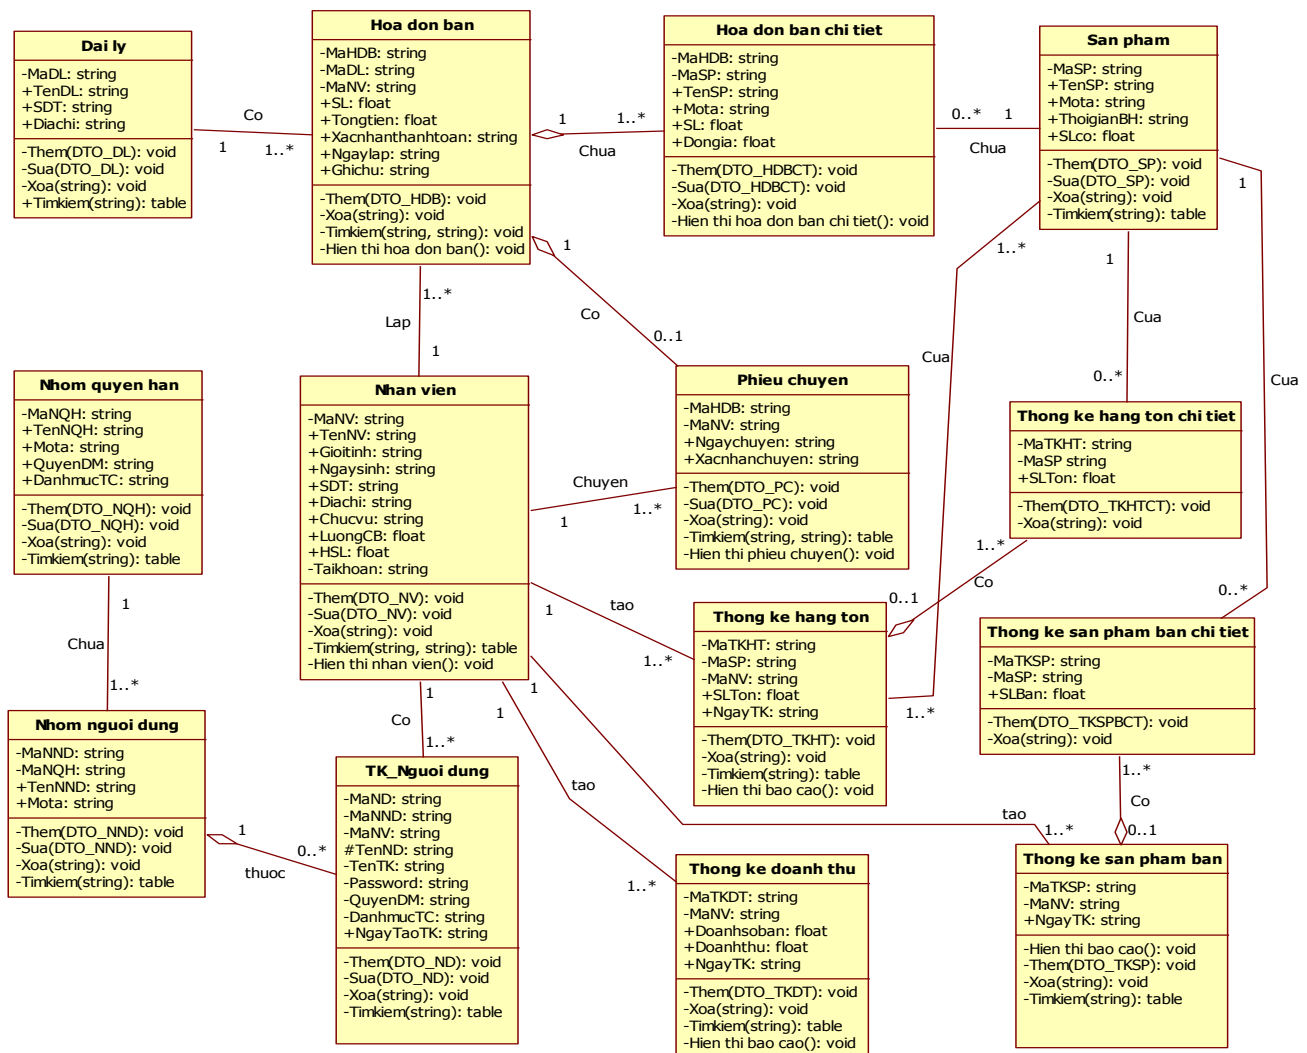 Dai ly
-MaDL: string
+TenDL: string
+SDT: string
+Diachi: string
-Them(DTO_DL): void
-Sua(DTO_DL): void
-Xoa(string): void
+Timkiem(string): table
Co
1
1..*
Hoa don ban
-MaHDB: string
-MaDL: string
-MaNV: string
+SL: float
+Tongtien: float
+Xacnhanthanhtoan: string
+Ngaylap: string
+Ghichu: string
-Them(DTO_HDB): void
-Xoa(string): void
-Timkiem(string, string): void
-Hien thi hoa don ban(): void
1
1..*
Chua
Hoa don ban chi tiet
-MaHDB: string
-MaSP: string
+TenSP: string
+Mota: string
+SL: float
+Dongia: float
-Them(DTO_HDBCT): void
-Sua(DTO_HDBCT): void
-Xoa(string): void
-Hien thi hoa don ban chi tiet(): void
0..*
1
Chua
San pham
-MaSP: string
+TenSP: string
+Mota: string
+ThoigianBH: string
+SLco: float
-Them(DTO_SP): void
-Sua(DTO_SP): void
-Xoa(string): void
-Timkiem(string): table
1
1..*
1
1
Co
0..1
1..*
Lap
1
Cua
Cua
0..*
Cua
0..*
Nhom quyen han
-MaNQH: string
+TenNQH: string
+Mota: string
+QuyenDM: string
+DanhmucTC: string
-Them(DTO_NQH): void
-Sua(DTO_NQH): void
-Xoa(string): void
-Timkiem(string): table
1
Chua
1..*
Nhan vien
-MaNV: string
+TenNV: string
+Gioitinh: string
+Ngaysinh: string
+SDT: string
+Diachi: string
+Chucvu: string
+LuongCB: float
+HSL: float
-Taikhoan: string
-Them(DTO_NV): void
-Sua(DTO_NV): void
-Xoa(string): void
-Timkiem(string, string): table
-Hien thi nhan vien(): void
Chuyen
1
1..*
Phieu chuyen
-MaHDB: string
-MaNV: string
+Ngaychuyen: string
+Xacnhanchuyen: string
-Them(DTO_PC): void
-Sua(DTO_PC): void
-Xoa(string): void
-Timkiem(string, string): table
-Hien thi phieu chuyen(): void
Thong ke hang ton chi tiet
-MaTKHT: string
-MaSP string
+SLTon: float
-Them(DTO_TKHTCT): void
-Xoa(string): void
1..*
Co
0..1
tao
1
1..*
Thong ke hang ton
-MaTKHT: string
-MaSP: string
-MaNV: string
+SLTon: float
+NgayTK: string
-Them(DTO_TKHT): void
-Xoa(string): void
-Timkiem(string): table
-Hien thi bao cao(): void
1..*
Thong ke san pham ban chi tiet
-MaTKSP: string
-MaSP: string
+SLBan: float
-Them(DTO_TKSPBCT): void
-Xoa(string): void
1..*
Co
0..1
1
Co
1..*
1
tao
1..*
1
tao
1..*
Nhom nguoi dung
-MaNND: string
-MaNQH: string
+TenNND: string
+Mota: string
-Them(DTO_NND): void
-Sua(DTO_NND): void
-Xoa(string): void
-Timkiem(string): table
1
0..*
thuoc
TK_Nguoi dung
-MaND: string
-MaNND: string
-MaNV: string
#TenND: string
-TenTK: string
-Password: string
-QuyenDM: string
-DanhmucTC: string
+NgayTaoTK: string
-Them(DTO_ND): void
-Sua(DTO_ND): void
-Xoa(string): void
-Timkiem(string): table
Thong ke doanh thu
-MaTKDT: string
-MaNV: string
+Doanhsoban: float
+Doanhthu: float
+NgayTK: string
-Them(DTO_TKDT): void
-Xoa(string): void
-Timkiem(string): table
-Hien thi bao cao(): void
Thong ke san pham ban
-MaTKSP: string
-MaNV: string
+NgayTK: string
-Hien thi bao cao(): void
-Them(DTO_TKSP): void
-Xoa(string): void
-Timkiem(string): table